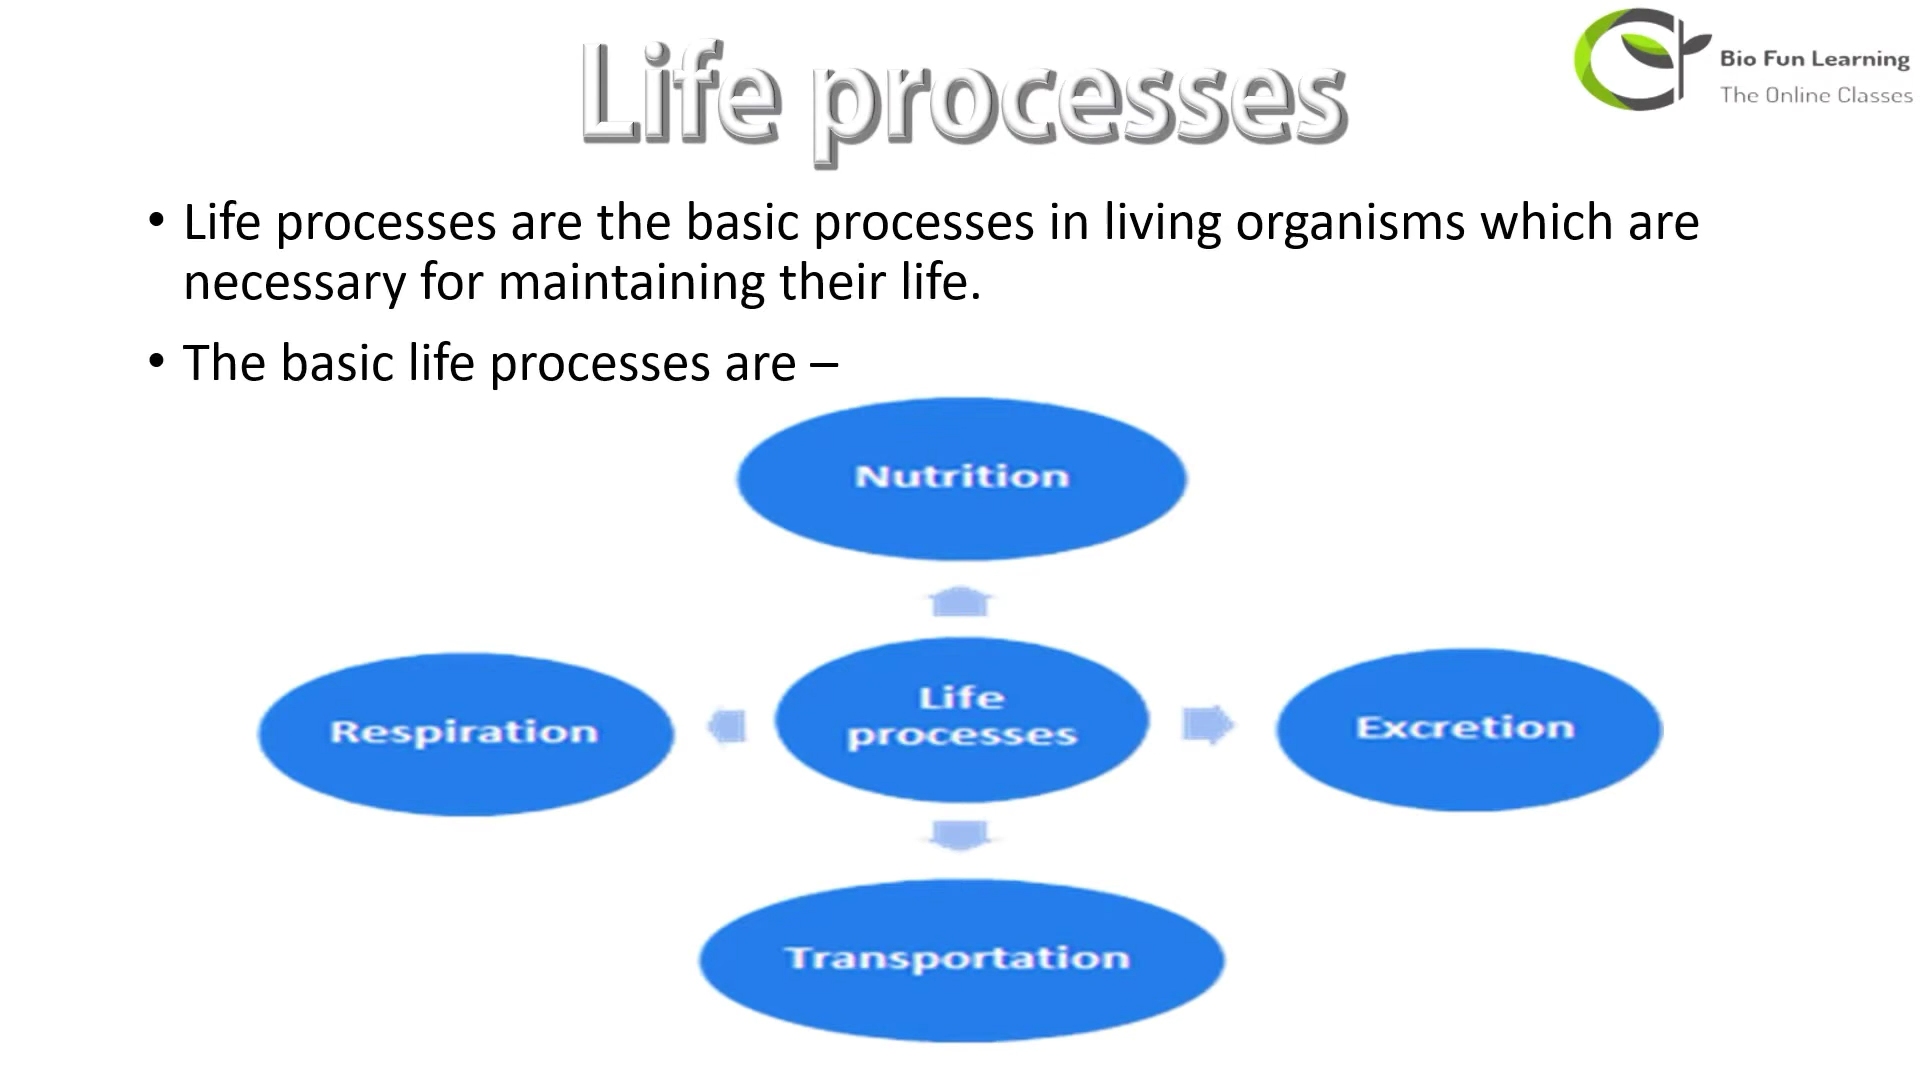 Life processes
Bio Fun Learning
The Online Classes
• Life processes are the basic processes in living organisms which are
necessary for maintaining their life.
• The basic life processes are –
Nutrition
Respiration
Life
processes
Excretion
Transportation